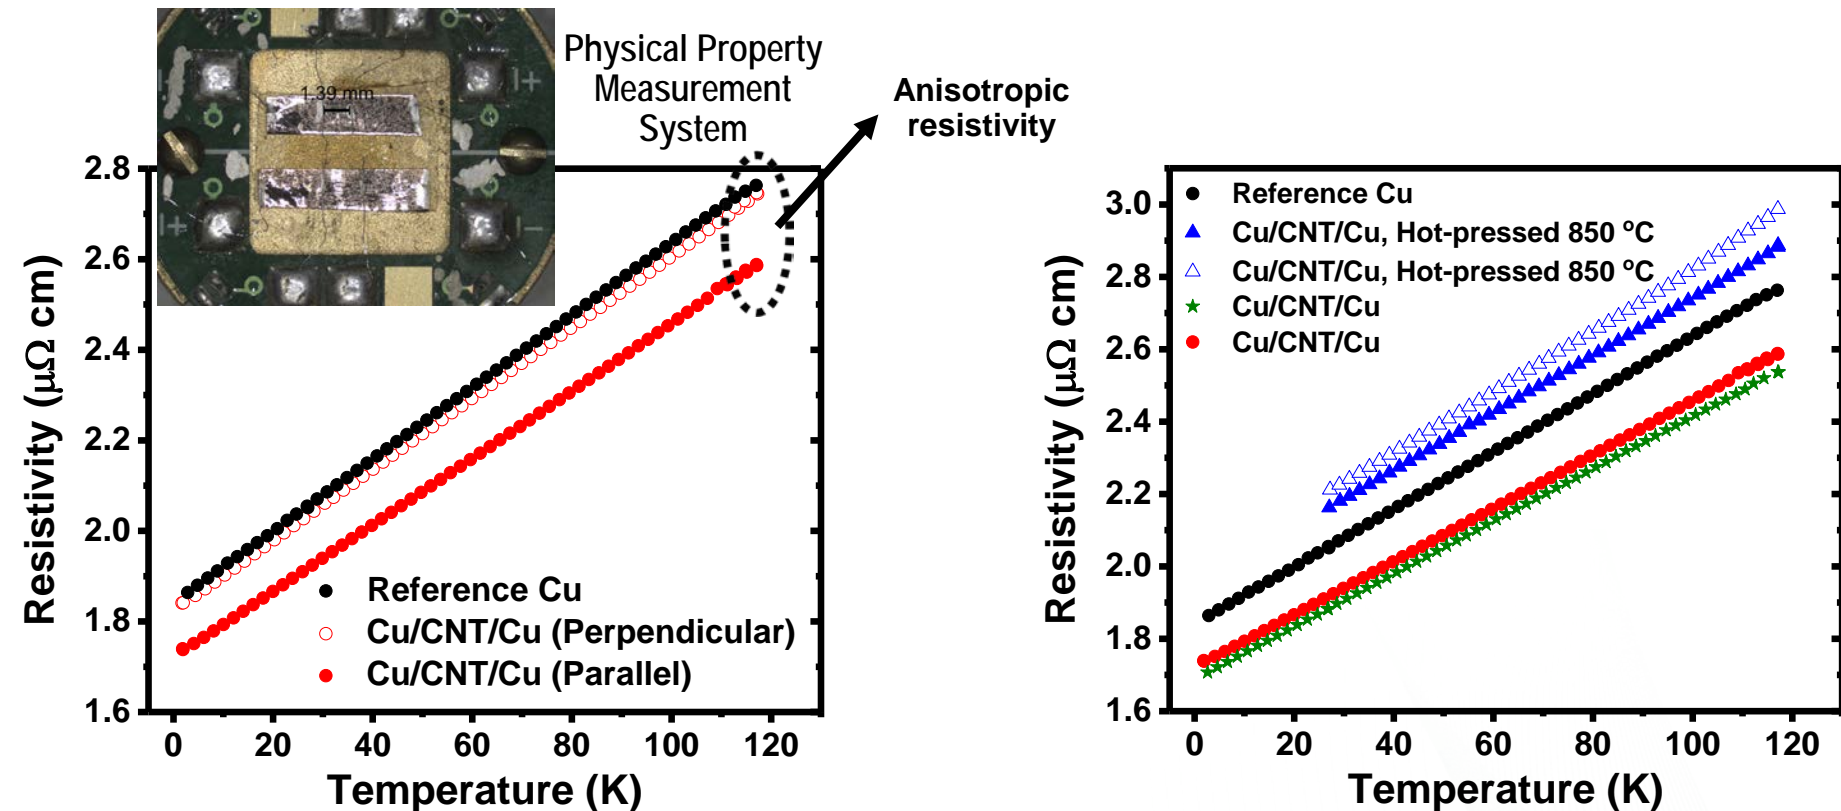 1.39 mm
I+
I+
Physical Property
Measurement
System
Anisotropic
resistivity
2.8
2.6
2.4
2.2
2.0
1.8
1.6
Resistivity (μΩ cm)
Reference Cu
Cu/CNT/Cu (Perpendicular)
Cu/CNT/Cu (Parallel)
0 20 40 60 80 100 120
Temperature (K)
3.0
2.8
2.6
2.4
2.2
2.0
1.8
1.6
Resistivity (μΩ cm)
Reference Cu
Cu/CNT/Cu, Hot-pressed 850 °C
Cu/CNT/Cu, Hot-pressed 850 °C
Cu/CNT/Cu
Cu/CNT/Cu
0 20 40 60 80 100 120
Temperature (K)